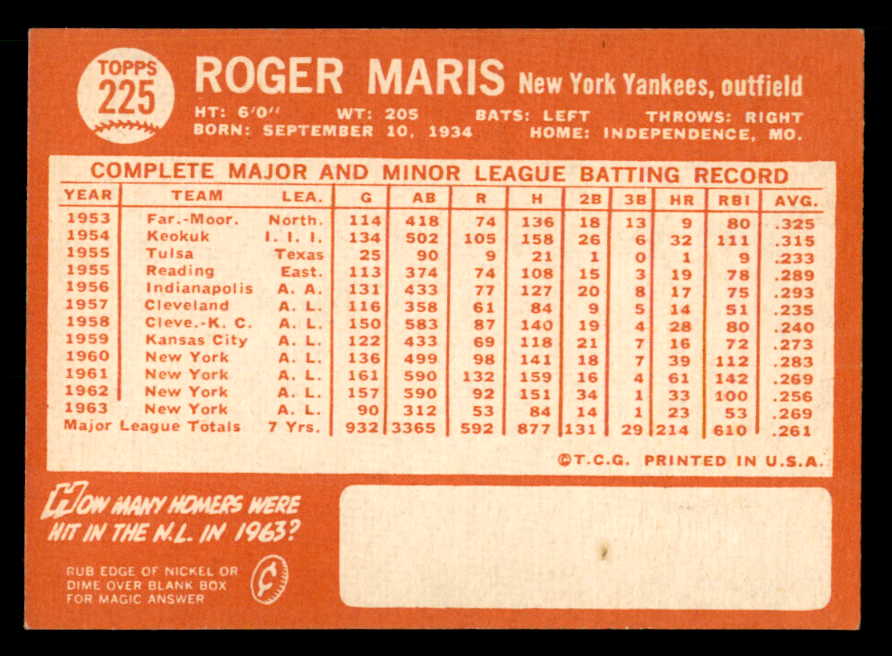 TOPPS
225
ROGER MARIS New York Yankees, outfield
HT: 6'0" WT: 205 BATS: LEFT THROWS: RIGHT
BORN: SEPTEMBER 10, 1934 HOME: INDEPENDENCE, MO.
COMPLETE MAJOR AND MINOR LEAGUE BATTING RECORD
YEAR TEAM LEA. G AB R H 2B 3B HR RBI AVG.
1953 Far.-Moor. North. 114 418 74 136 18 13 9 80 .325
1954 Keokuk I. I. I. 134 502 105 158 26 6 32 111 .315
1955 Tulsa Texas 25 90 9 21 1 0 1 9 .233
1955 Reading East. 113 374 74 108 15 3 19 78 .289
1956 Indianapolis A. A. 131 433 77 127 20 8 17 75 .293
1957 Cleveland A. L. 116 358 61 84 9 5 14 51 .235
1958 Cleve.-K. C. A. L. 150 583 87 140 19 4 28 80 .240
1959 Kansas City A. L. 122 433 69 118 21 7 16 72 .273
1960 New York A. L. 136 499 98 141 18 7 39 112 .283
1961 New York A. L. 161 590 132 159 16 4 61 142 .269
1962 New York A. L. 157 590 92 151 34 1 33 100 .256
1963 New York A. L. 90 312 53 84 14 1 23 53 .269
Major League Totals 7 Yrs. 932 3365 592 877 131 29 214 610 .261
©T.C.G. PRINTED IN U.S.A.
HOW MANY HOMERS WERE
HIT IN THE N.L. IN 1963?
RUB EDGE OF NICKEL OR
DIME OVER BLANK BOX
FOR MAGIC ANSWER
¢